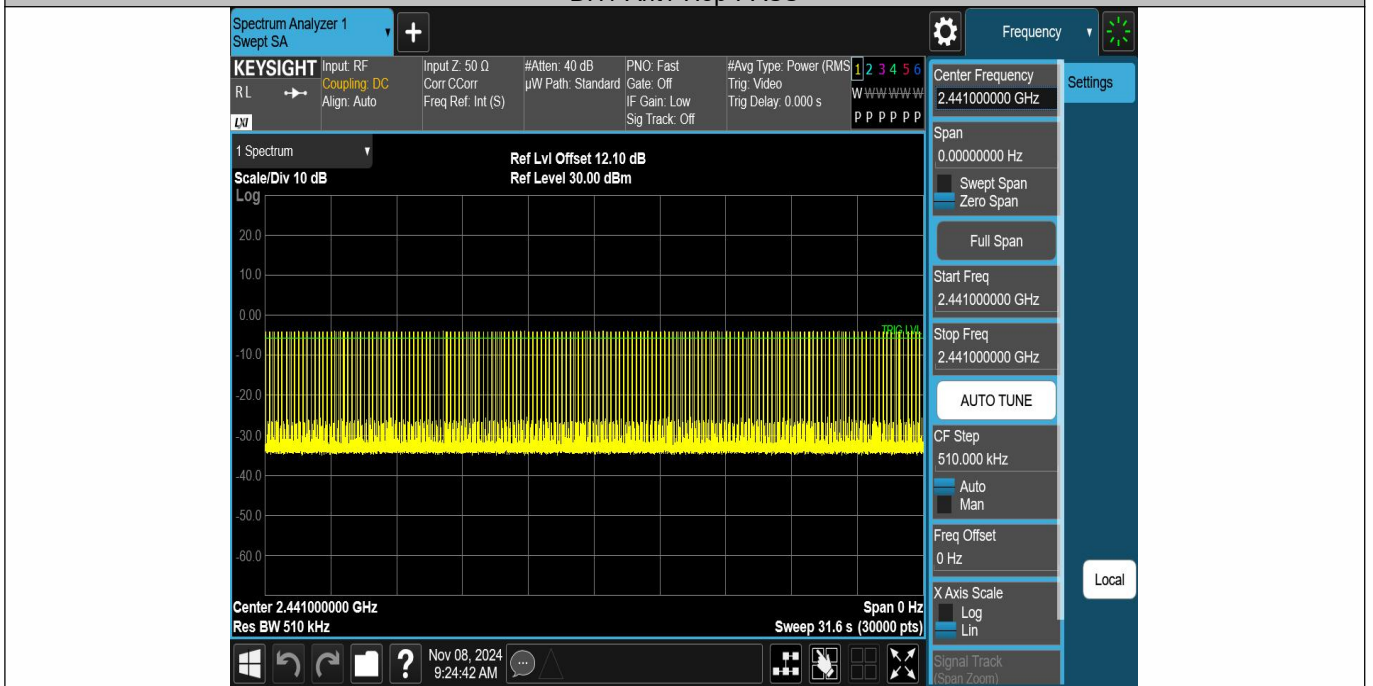 Spectrum Analyzer 1
Swept SA
Frequency
KEYSIGHT
RL
LXI
Input: RF
Coupling: DC
Align: Auto
Input Z: 50 Ω
Corr CCorr
Freq Ref: Int (S)
#Atten: 40 dB
µW Path: Standard
PNO: Fast
Gate: Off
IF Gain: Low
Sig Track: Off
#Avg Type: Power (RMS
Trig: Video
Trig Delay: 0.000 s
1 2 3 4 5 6
W W W W W W
P P P P P P
1 Spectrum
Scale/Div 10 dB
Log
Ref Lvl Offset 12.10 dB
Ref Level 30.00 dBm
20.0
10.0
0.00
-10.0
-20.0
-30.0
-40.0
-50.0
-60.0
TRIG LVL
Center 2.441000000 GHz
Res BW 510 kHz
Span 0 Hz
Sweep 31.6 s (30000 pts)
Center Frequency
2.441000000 GHz
Settings
Span
0.00000000 Hz
Swept Span
Zero Span
Full Span
Start Freq
2.441000000 GHz
Stop Freq
2.441000000 GHz
AUTO TUNE
CF Step
510.000 kHz
Auto
Man
Freq Offset
0 Hz
X Axis Scale
Log
Lin
Signal Track
(Span Zoom)
Local
?
Nov 08, 2024
9:24:42 AM